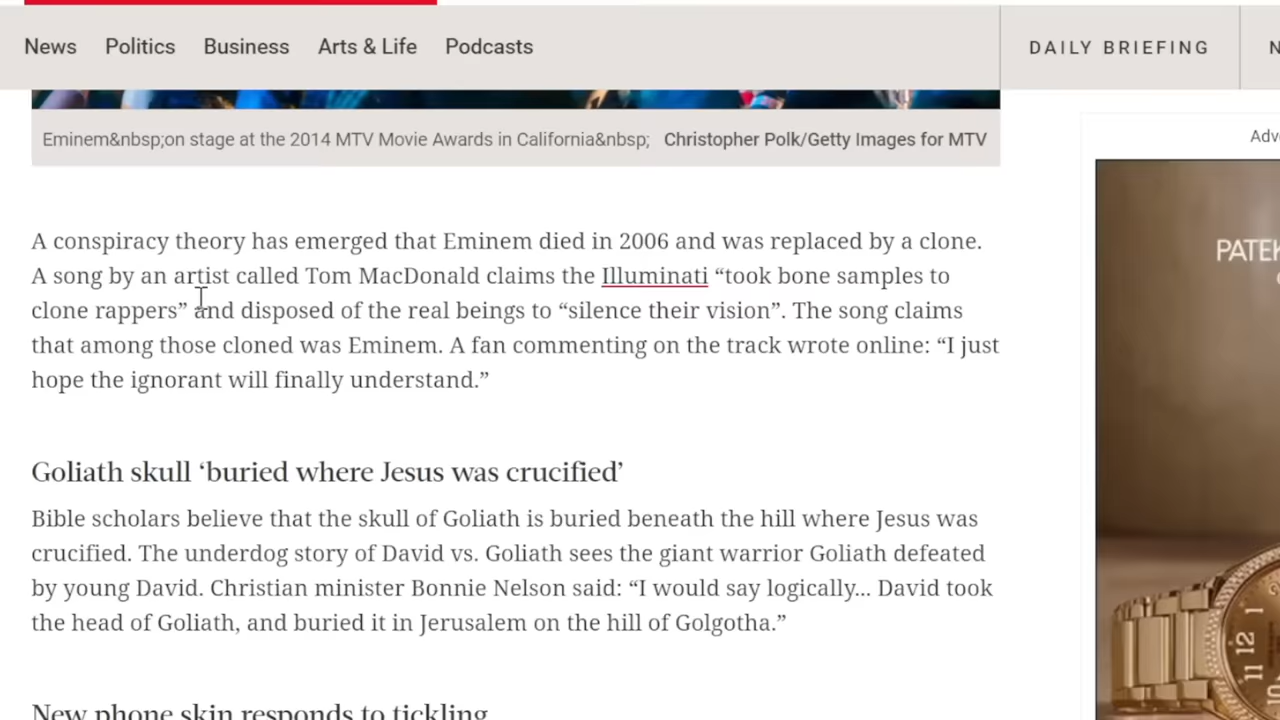 News Politics Business Arts & Life Podcasts DAILY BRIEFING N
Eminem&nbsp;on stage at the 2014 MTV Movie Awards in California&nbsp; Christopher Polk/Getty Images for MTV
Adv
PATEK
A conspiracy theory has emerged that Eminem died in 2006 and was replaced by a clone.
A song by an artist called Tom MacDonald claims the Illuminati “took bone samples to
clone rappers” and disposed of the real beings to “silence their vision”. The song claims
that among those cloned was Eminem. A fan commenting on the track wrote online: “I just
hope the ignorant will finally understand.”
Goliath skull ‘buried where Jesus was crucified’
Bible scholars believe that the skull of Goliath is buried beneath the hill where Jesus was
crucified. The underdog story of David vs. Goliath sees the giant warrior Goliath defeated
by young David. Christian minister Bonnie Nelson said: “I would say logically... David took
the head of Goliath, and buried it in Jerusalem on the hill of Golgotha.”
New phone skin responds to tickling
12 1
11
10